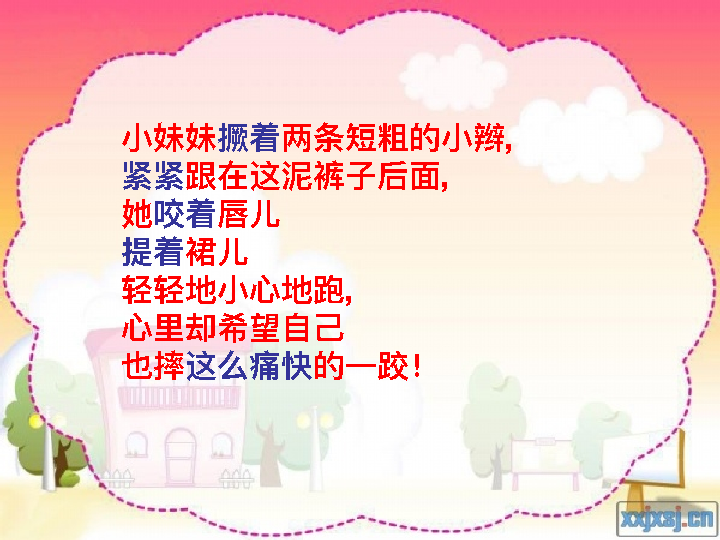 小妹妹撅着两条短粗的小辫,
紧紧跟在这泥裤子后面,
她咬着唇儿
提着裙儿
轻轻地小心地跑,
心里却希望自己
也摔这么痛快的一跤!
xxjxsj.cn